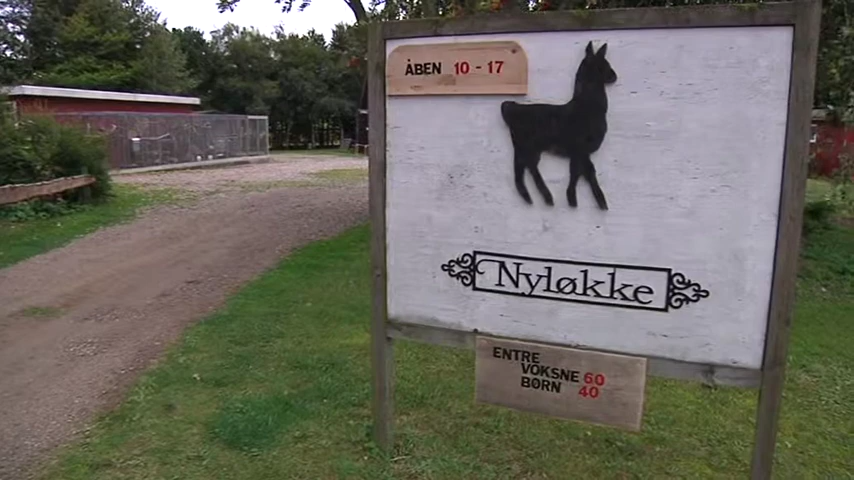 ÅBEN 10 - 17
Nyløkke
ENTRE
VOKSNE 60
BØRN 40